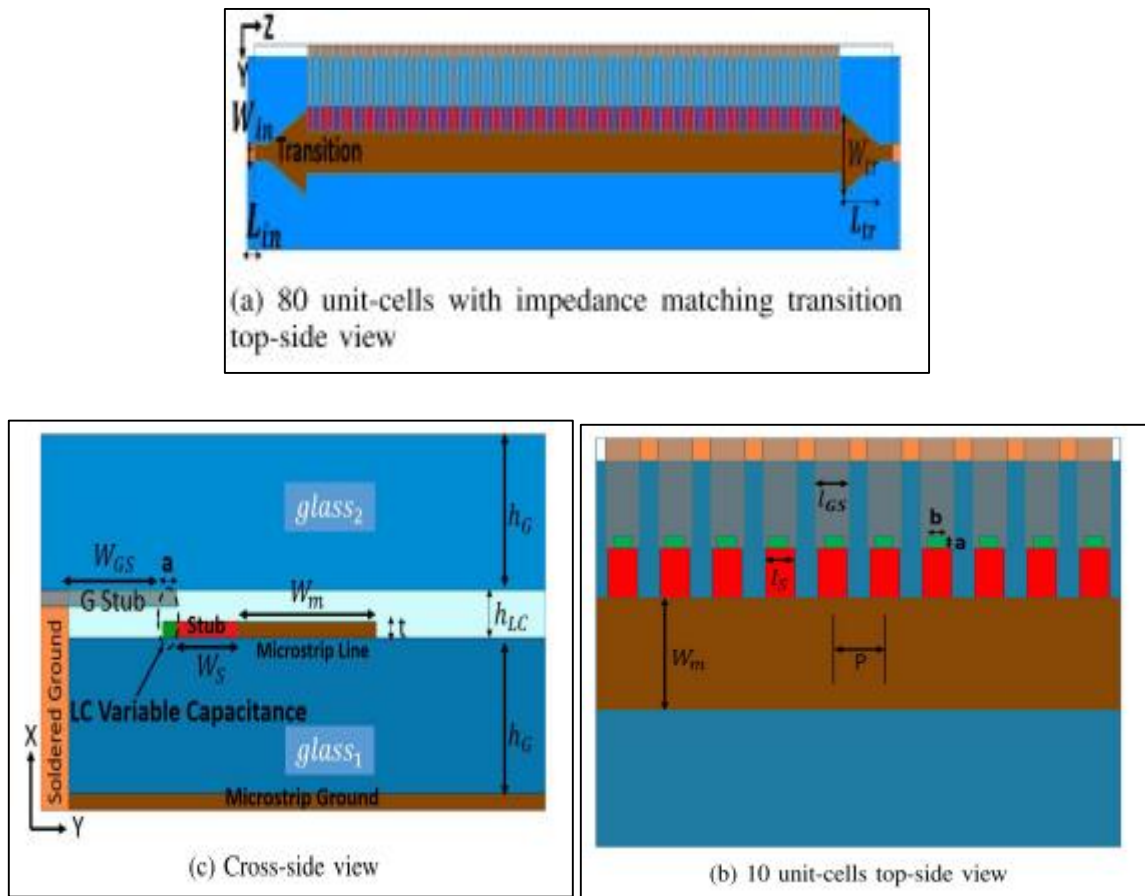 Z
Y
W_in
Transition
W_tr
L_tr
L_in
(a) 80 unit-cells with impedance matching transition
top-side view
glass₂
h_G
W_GS
a
G Stub
W_m
h_LC
Stub
t
Microstrip Line
W_S
LC Variable Capacitance
Soldered Ground
h_G
glass₁
X
Microstrip Ground
Y
(c) Cross-side view
l_GS
b
a
l_S
W_m
P
(b) 10 unit-cells top-side view